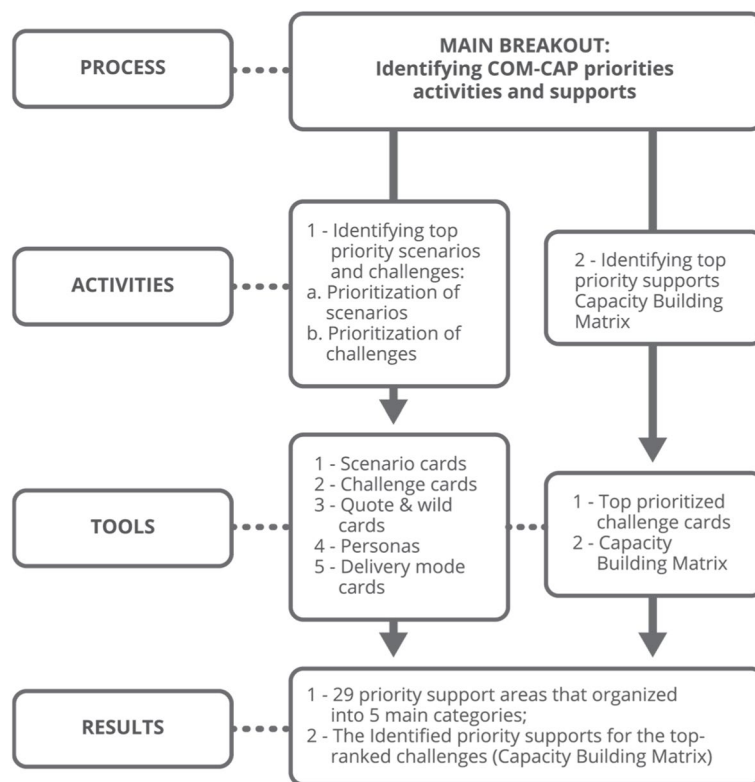 PROCESS
MAIN BREAKOUT:
Identifying COM-CAP priorities
activities and supports
ACTIVITIES
1 - Identifying top
priority scenarios
and challenges:
a. Prioritization of
scenarios
b. Prioritization of
challenges
2 - Identifying top
priority supports
Capacity Building
Matrix
TOOLS
1 - Scenario cards
2 - Challenge cards
3 - Quote & wild
cards
4 - Personas
5 - Delivery mode
cards
1 - Top prioritized
challenge cards
2 - Capacity
Building Matrix
RESULTS
1 - 29 priority support areas that organized
into 5 main categories;
2 - The Identified priority supports for the top-
ranked challenges (Capacity Building Matrix)